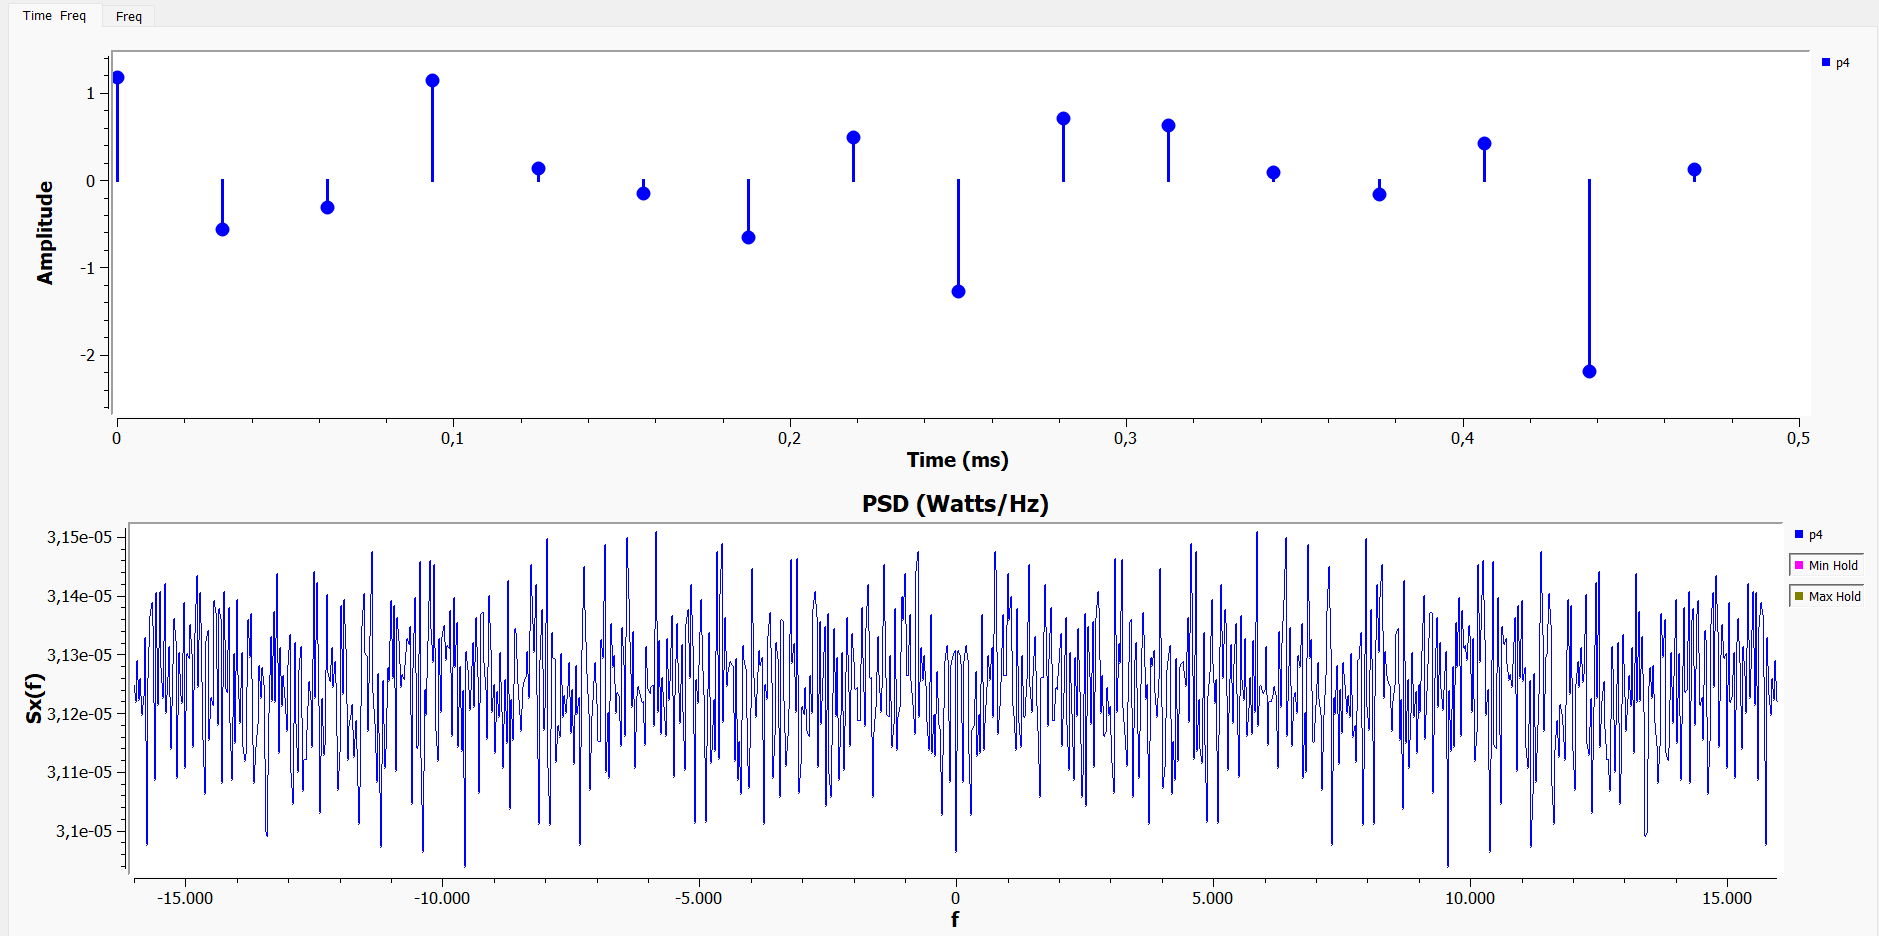 Time Freq
Freq
p4
1
0
-1
-2
Amplitude
0
0,1
0,2
0,3
0,4
0,5
Time (ms)
PSD (Watts/Hz)
3,15e-05
3,14e-05
3,13e-05
3,12e-05
3,11e-05
3,1e-05
Sx(f)
p4
Min Hold
Max Hold
-15.000
-10.000
-5.000
0
5.000
10.000
15.000
f